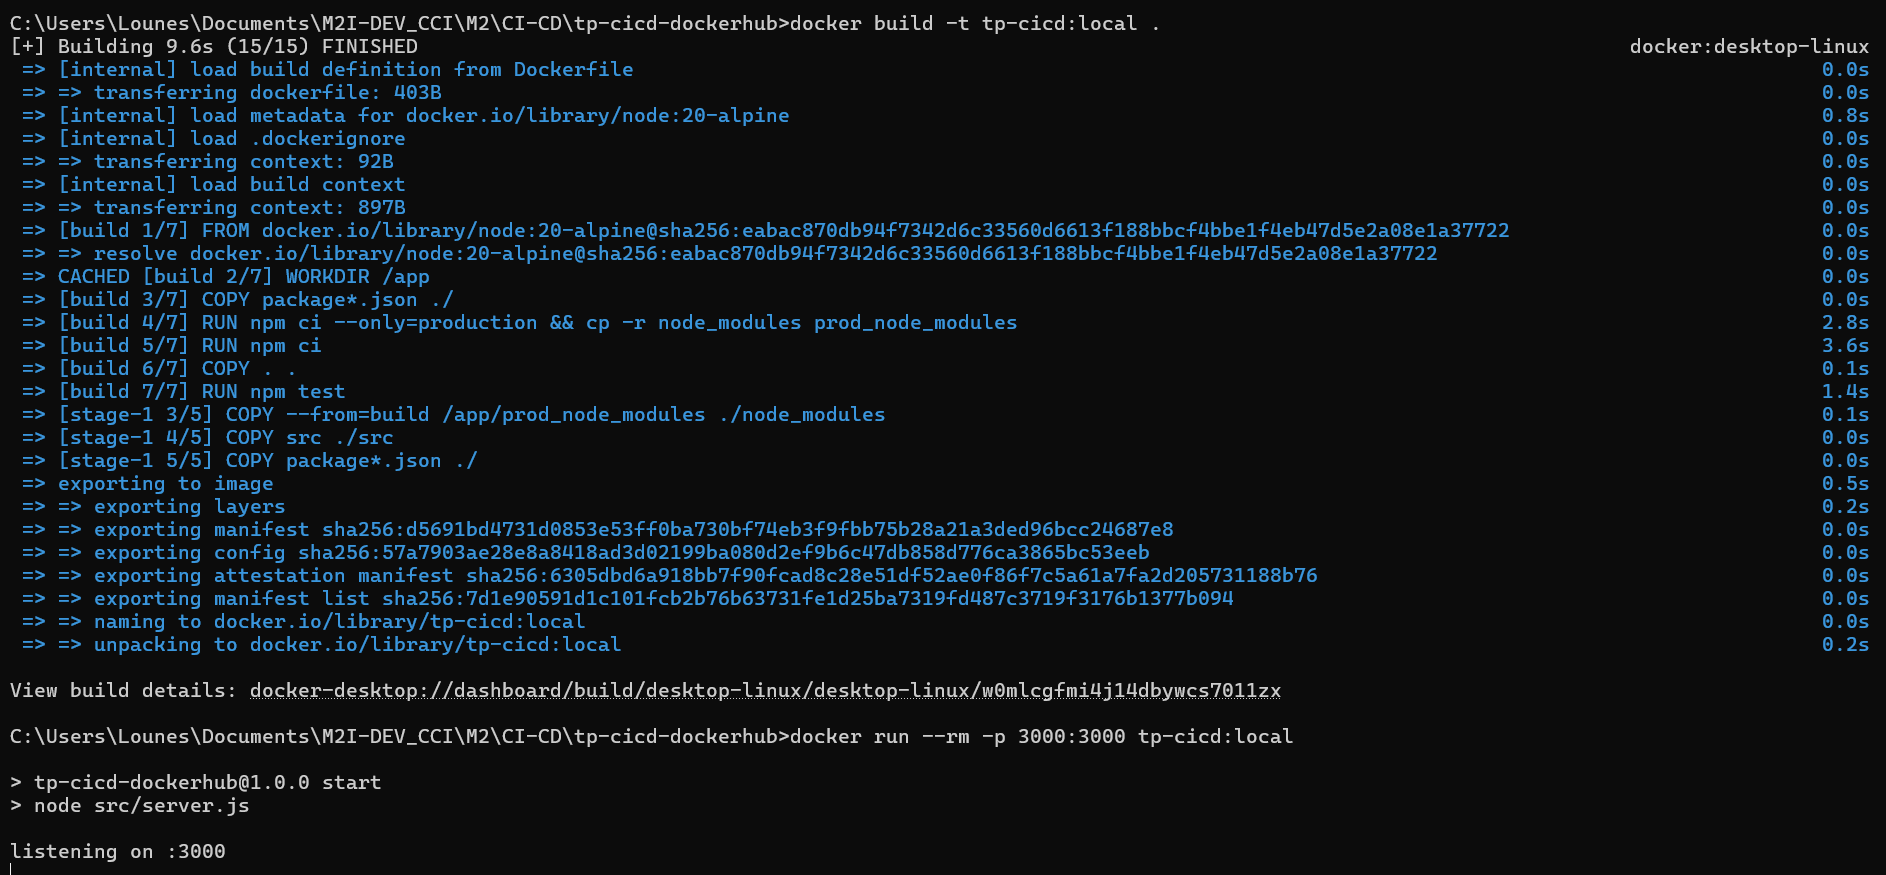 C:\Users\Lounes\Documents\M2I-DEV_CCI\M2\CI-CD\tp-cicd-dockerhub>docker build -t tp-cicd:local .
[+] Building 9.6s (15/15) FINISHED docker:desktop-linux
=> [internal] load build definition from Dockerfile 0.0s
=> => transferring dockerfile: 403B 0.0s
=> [internal] load metadata for docker.io/library/node:20-alpine 0.8s
=> [internal] load .dockerignore 0.0s
=> => transferring context: 92B 0.0s
=> [internal] load build context 0.0s
=> => transferring context: 897B 0.0s
=> [build 1/7] FROM docker.io/library/node:20-alpine@sha256:eabac870db94f7342d6c33560d6613f188bbcf4bbe1f4eb47d5e2a08e1a37722 0.0s
=> => resolve docker.io/library/node:20-alpine@sha256:eabac870db94f7342d6c33560d6613f188bbcf4bbe1f4eb47d5e2a08e1a37722 0.0s
=> CACHED [build 2/7] WORKDIR /app 0.0s
=> [build 3/7] COPY package*.json ./ 0.0s
=> [build 4/7] RUN npm ci --only=production && cp -r node_modules prod_node_modules 2.8s
=> [build 5/7] RUN npm ci 3.6s
=> [build 6/7] COPY . . 0.1s
=> [build 7/7] RUN npm test 1.4s
=> [stage-1 3/5] COPY --from=build /app/prod_node_modules ./node_modules 0.1s
=> [stage-1 4/5] COPY src ./src 0.0s
=> [stage-1 5/5] COPY package*.json ./ 0.0s
=> exporting to image 0.5s
=> => exporting layers 0.2s
=> => exporting manifest sha256:d5691bd4731d0853e53ff0ba730bf74eb3f9fbb75b28a21a3ded96bcc24687e8 0.0s
=> => exporting config sha256:57a7903ae28e8a8418ad3d02199ba080d2ef9b6c47db858d776ca3865bc53eeb 0.0s
=> => exporting attestation manifest sha256:6305dbd6a918bb7f90fcad8c28e51df52ae0f86f7c5a61a7fa2d205731188b76 0.0s
=> => exporting manifest list sha256:7d1e90591d1c101fcb2b76b63731fe1d25ba7319fd487c3719f3176b1377b094 0.0s
=> => naming to docker.io/library/tp-cicd:local 0.0s
=> => unpacking to docker.io/library/tp-cicd:local 0.2s
View build details: docker-desktop://dashboard/build/desktop-linux/desktop-linux/w0mlcgfmi4j14dbywcs7011zx
C:\Users\Lounes\Documents\M2I-DEV_CCI\M2\CI-CD\tp-cicd-dockerhub>docker run --rm -p 3000:3000 tp-cicd:local
> tp-cicd-dockerhub@1.0.0 start
> node src/server.js
listening on :3000